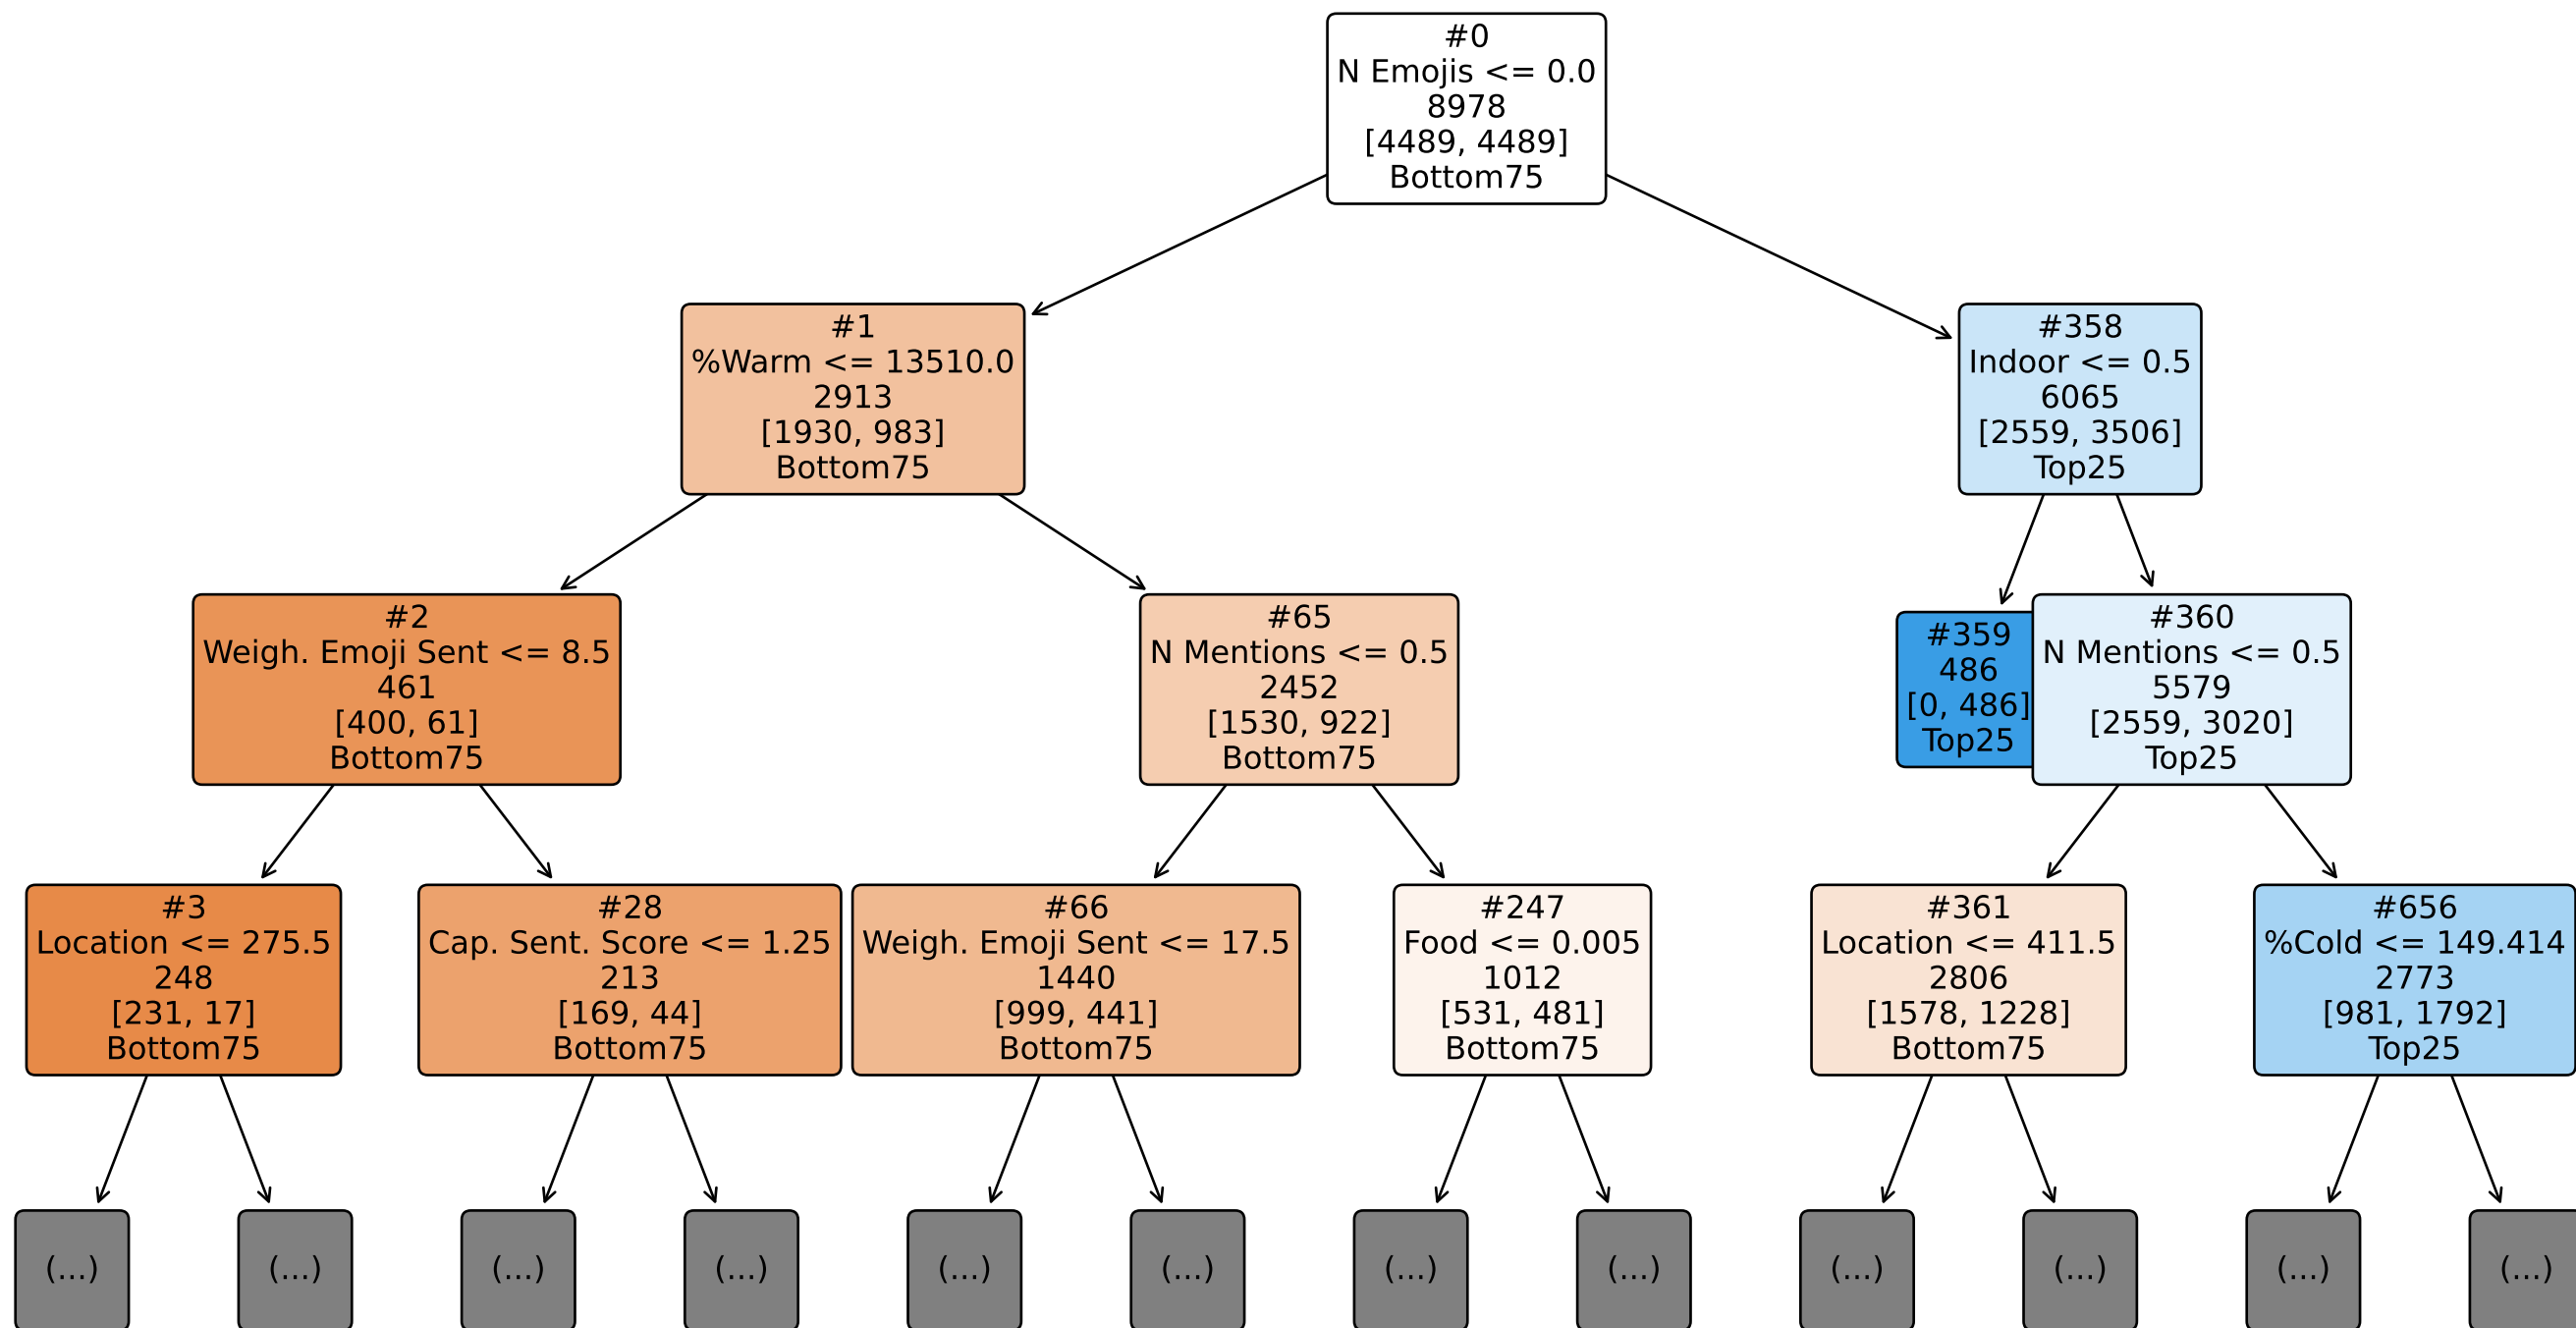 #0
N Emojis <= 0.0
8978
[4489, 4489]
Bottom75
#1
%Warm <= 13510.0
2913
[1930, 983]
Bottom75
#358
Indoor <= 0.5
6065
[2559, 3506]
Top25
#2
Weigh. Emoji Sent <= 8.5
461
[400, 61]
Bottom75
#65
N Mentions <= 0.5
2452
[1530, 922]
Bottom75
#359
486
[0, 486]
Top25
#360
N Mentions <= 0.5
5579
[2559, 3020]
Top25
#3
Location <= 275.5
248
[231, 17]
Bottom75
#28
Cap. Sent. Score <= 1.25
213
[169, 44]
Bottom75
#66
Weigh. Emoji Sent <= 17.5
1440
[999, 441]
Bottom75
#247
Food <= 0.005
1012
[531, 481]
Bottom75
#361
Location <= 411.5
2806
[1578, 1228]
Bottom75
#656
%Cold <= 149.414
2773
[981, 1792]
Top25
(...)
(...)
(...)
(...)
(...)
(...)
(...)
(...)
(...)
(...)
(...)
(...)